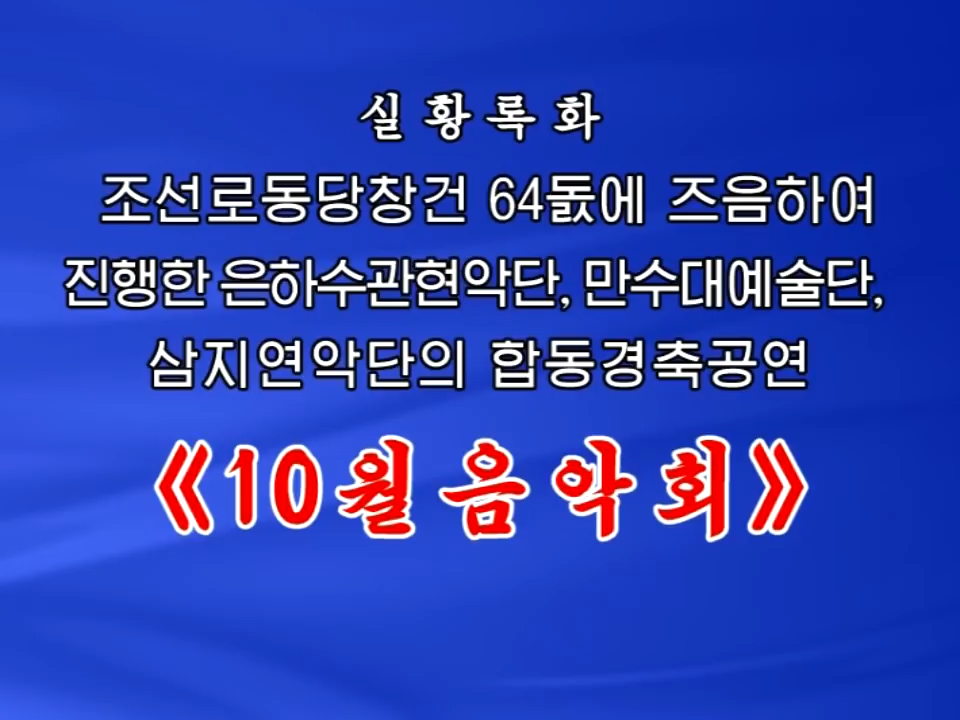 실황록화
조선로동당창건 64돐에 즈음하여
진행한 은하수관현악단, 만수대예술단,
삼지연악단의 합동경축공연
《10월음악회》